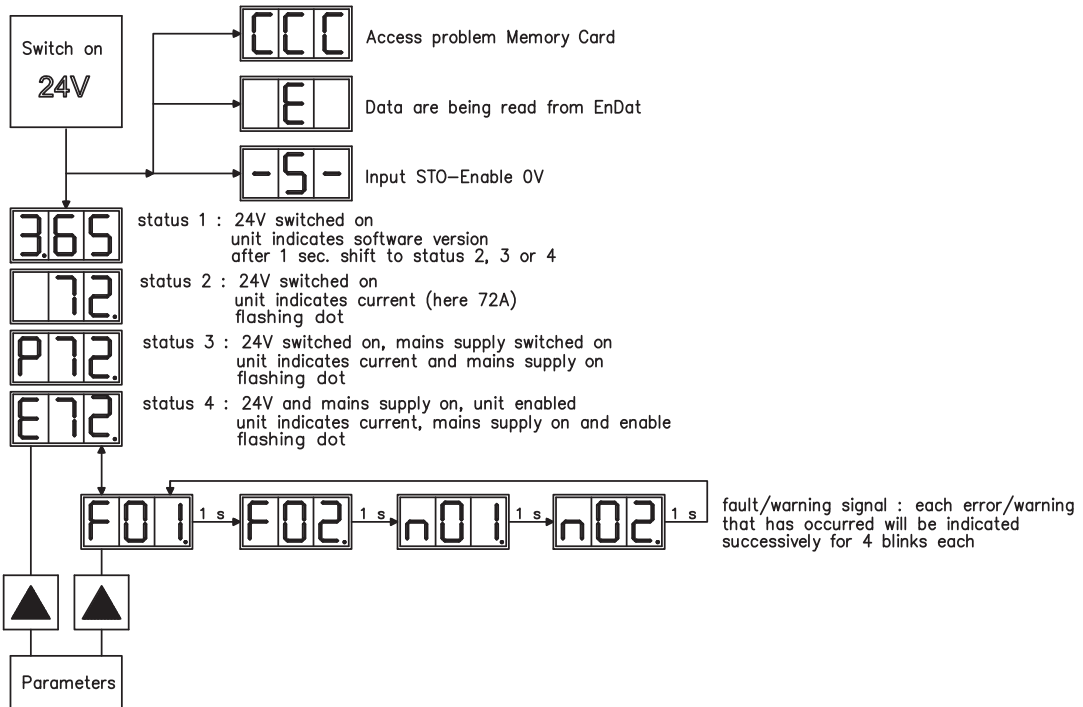 Switch on
24V
CCC Access problem Memory Card
E Data are being read from EnDat
-S- Input STO-Enable 0V
3.65 status 1 : 24V switched on
unit indicates software version
after 1 sec. shift to status 2, 3 or 4
72. status 2 : 24V switched on
unit indicates current (here 72A)
flashing dot
P72. status 3 : 24V switched on, mains supply switched on
unit indicates current and mains supply on
flashing dot
E72. status 4 : 24V and mains supply on, unit enabled
unit indicates current, mains supply on and enable
flashing dot
F01. 1 s F02. 1 s n01. 1 s n02. 1 s
fault/warning signal : each error/warning
that has occurred will be indicated
successively for 4 blinks each
Parameters